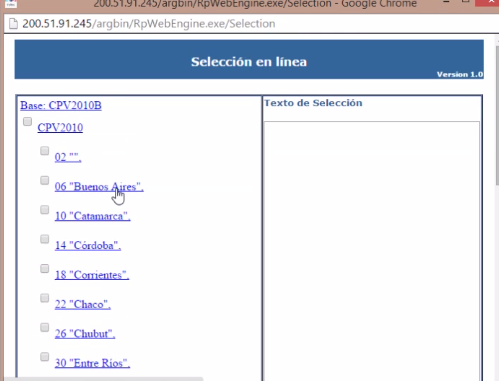 200.51.91.245/argbin/RpWebEngine.exe/Selection - Google Chrome
200.51.91.245/argbin/RpWebEngine.exe/Selection
Selección en línea
Version 1.0
Base: CPV2010B
CPV2010
02 "".
06 "Buenos Aires".
10 "Catamarca".
14 "Córdoba".
18 "Corrientes".
22 "Chaco".
26 "Chubut".
30 "Entre Ríos".
Texto de Selección